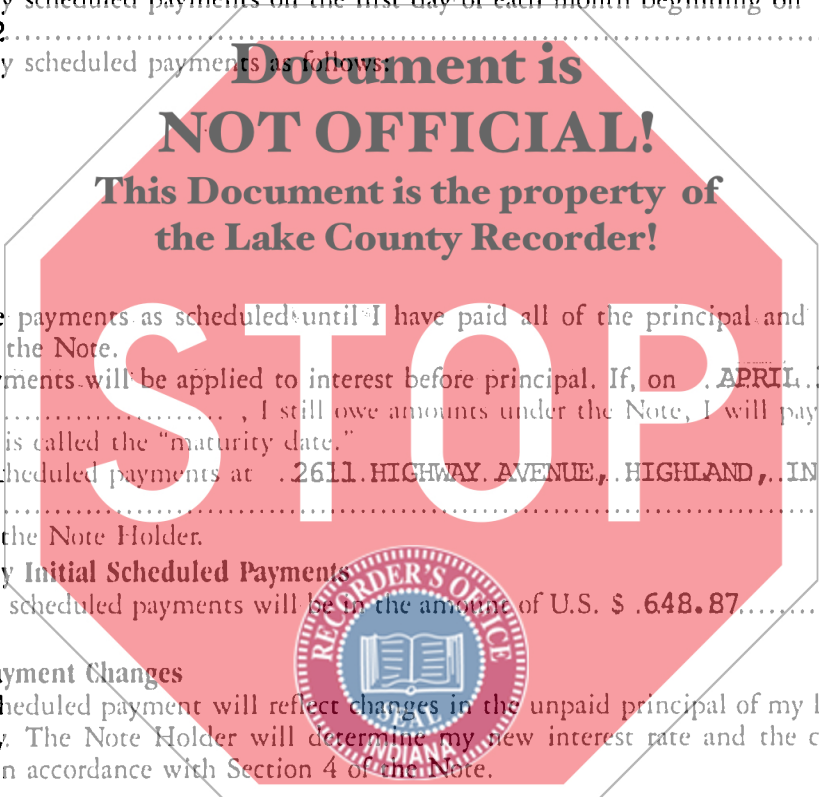 y scheduled payments on the first day of each month beginning on
2
y scheduled payments as follows:
Document is
NOT OFFICIAL!
This Document is the property of
the Lake County Recorder!
payments as scheduled until I have paid all of the principal and
the Note.
ments will be applied to interest before principal. If, on APRIL
, I still owe amounts under the Note, I will pay
is called the “maturity date.”
heduled payments at 2611 HIGHWAY AVENUE, HIGHLAND, IN
the Note Holder.
y Initial Scheduled Payments
scheduled payments will be in the amount of U.S. $ 648.87
STOP
yment Changes
heduled payment will reflect changes in the unpaid principal of my l
y. The Note Holder will determine my new interest rate and the c
n accordance with Section 4 of the Note.
RECORDER'S OFFICE
SEAL
INDIANA